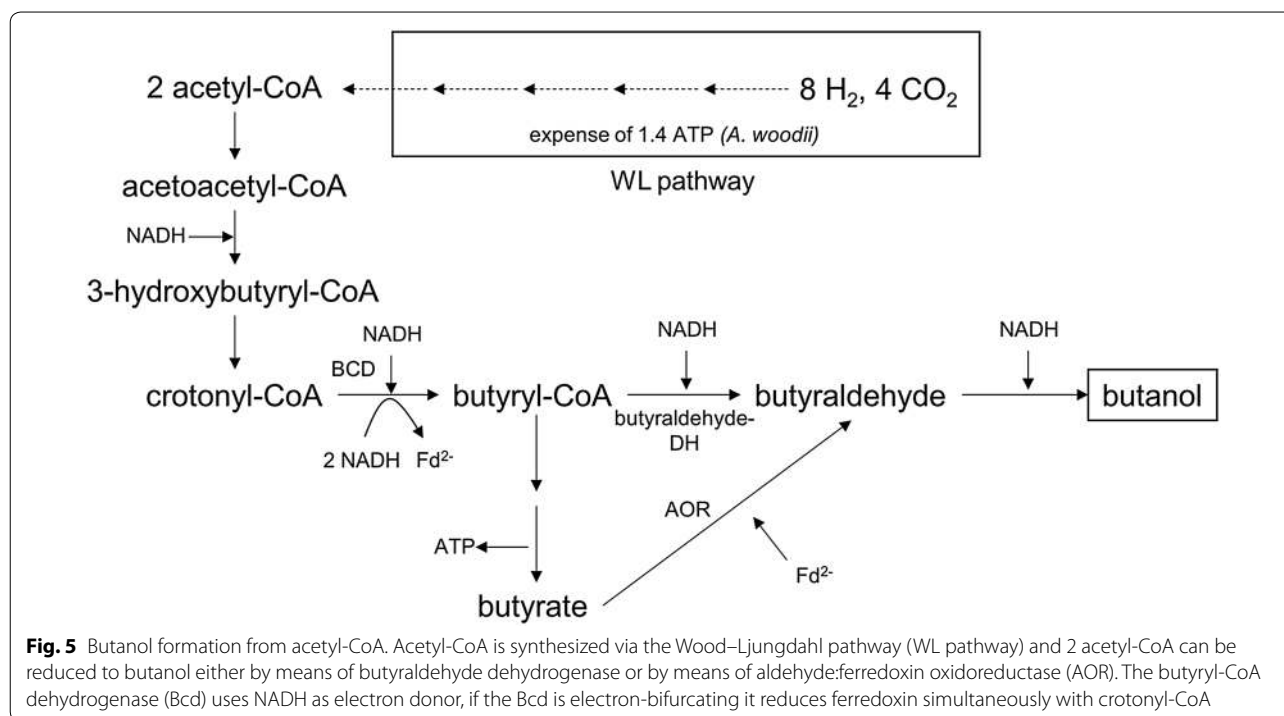 2 acetyl-CoA
8 H₂, 4 CO₂
expense of 1.4 ATP (A. woodii)
WL pathway
acetoacetyl-CoA
NADH
3-hydroxybutyryl-CoA
NADH
NADH
NADH
BCD
crotonyl-CoA
butyryl-CoA
butyraldehyde
butanol
butyraldehyde-
DH
2 NADH Fd²⁻
AOR
ATP
Fd²⁻
butyrate
Fig. 5 Butanol formation from acetyl-CoA. Acetyl-CoA is synthesized via the Wood–Ljungdahl pathway (WL pathway) and 2 acetyl-CoA can be
reduced to butanol either by means of butyraldehyde dehydrogenase or by means of aldehyde:ferredoxin oxidoreductase (AOR). The butyryl-CoA
dehydrogenase (Bcd) uses NADH as electron donor, if the Bcd is electron-bifurcating it reduces ferredoxin simultaneously with crotonyl-CoA